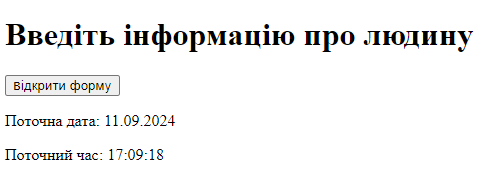 Введіть інформацію про людину
Відкрити форму
Поточна дата: 11.09.2024
Поточний час: 17:09:18